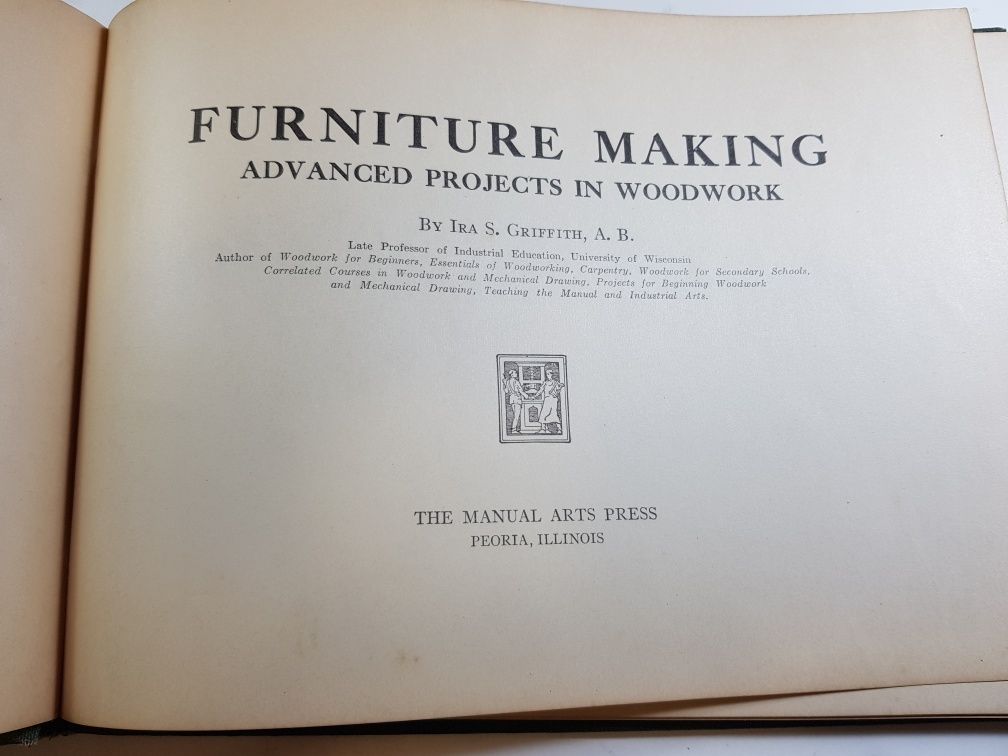 FURNITURE MAKING
ADVANCED PROJECTS IN WOODWORK
By Ira S. Griffith, A. B.
Late Professor of Industrial Education, University of Wisconsin
Author of Woodwork for Beginners, Essentials of Woodworking, Carpentry, Woodwork for Secondary Schools,
Correlated Courses in Woodwork and Mechanical Drawing, Projects for Beginning Woodwork
and Mechanical Drawing, Teaching the Manual and Industrial Arts.
THE MANUAL ARTS PRESS
PEORIA, ILLINOIS